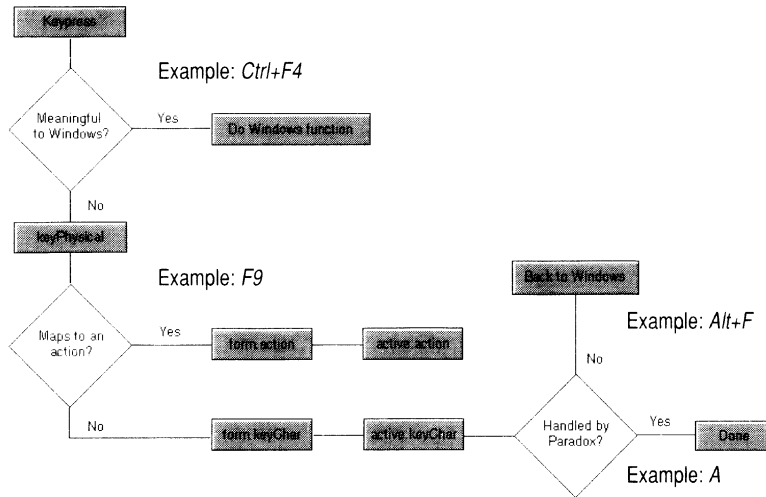 Keypress
Example: Ctrl+F4
Meaningful
to Windows?
Yes
Do Windows function
No
keyPhysical
Example: F9
Maps to an
action?
Yes
form.action
active.action
No
form.keyChar
active.keyChar
Handled by
Paradox?
No
Back to Windows
Example: Alt+F
Yes
Done
Example: A